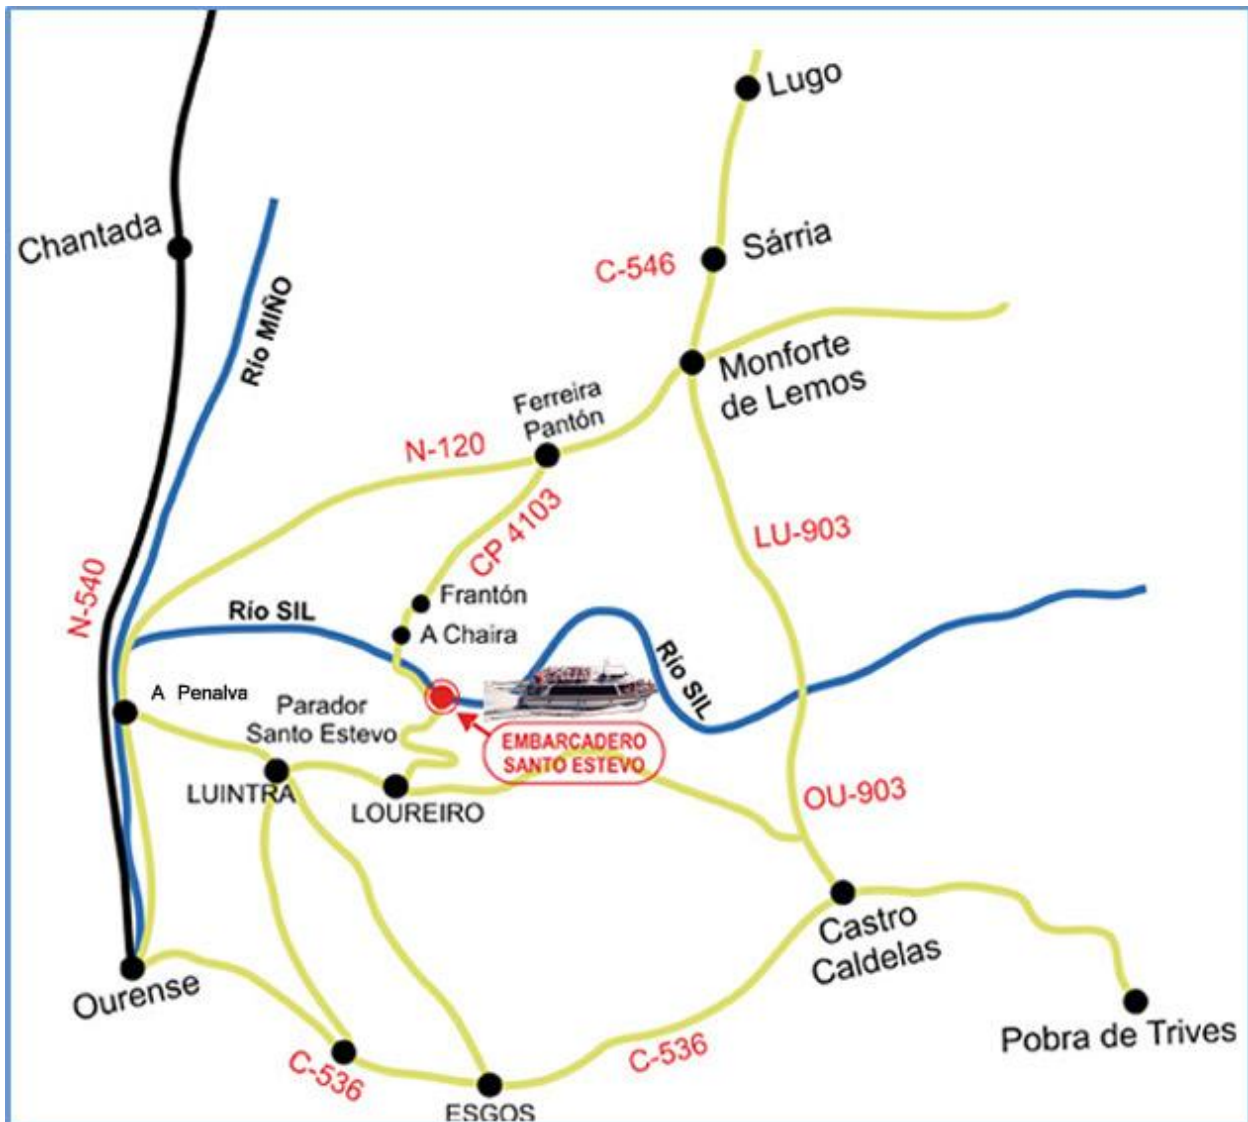 Lugo
Chantada
Sárria
C-546
Río MIÑO
Monforte
de Lemos
Ferreira
Pantón
N-120
CP 4103
LU-903
N-540
Frantón
Río SIL
A Chaira
Río SIL
A Penalva
Parador
Santo Estevo
EMBARCADERO
SANTO ESTEVO
LUINTRA
LOUREIRO
OU-903
Castro
Caldelas
Ourense
Pobra de Trives
C-536
C-536
ESGOS